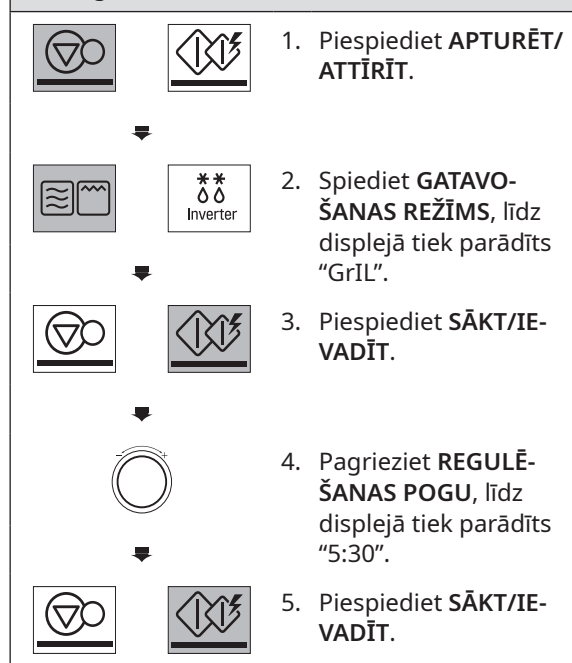 1. Piespiediet APTURĒT/
ATTĪRĪT.
2. Spiediet GATAVO-
ŠANAS REŽĪMS, līdz
displejā tiek parādīts
“GrIL”.
Inverter
3. Piespiediet SĀKT/IE-
VADĪT.
4. Pagrieziet REGULĒ-
ŠANAS POGU, līdz
displejā tiek parādīts
“5:30”.
- +
5. Piespiediet SĀKT/IE-
VADĪT.